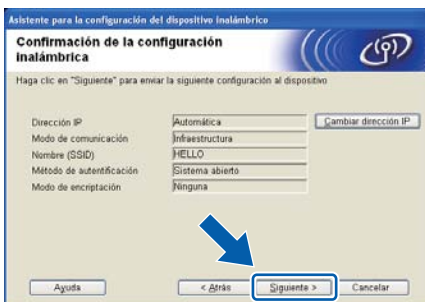 Asistente para la configuración del dispositivo inalámbrico
Confirmación de la configuración
inalámbrica
Haga clic en "Siguiente" para enviar la siguiente configuración al dispositivo
Dirección IP Automática Cambiar dirección IP
Modo de comunicación Infraestructura
Nombre (SSID) HELLO
Método de autentificación Sistema abierto
Modo de encriptación Ninguna
Ayuda < Atrás Siguiente > Cancelar